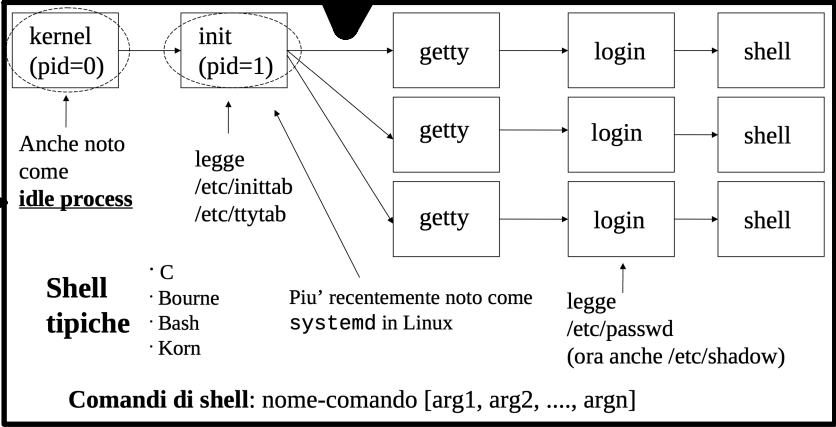 kernel
(pid=0)
init
(pid=1)
getty
login
shell
getty
login
shell
getty
login
shell
Anche noto
come
idle process
legge
/etc/inittab
/etc/ttytab
Shell
tipiche
· C
· Bourne
· Bash
· Korn
Piu’ recentemente noto come
systemd in Linux
legge
/etc/passwd
(ora anche /etc/shadow)
Comandi di shell: nome-comando [arg1, arg2, ...., argn]